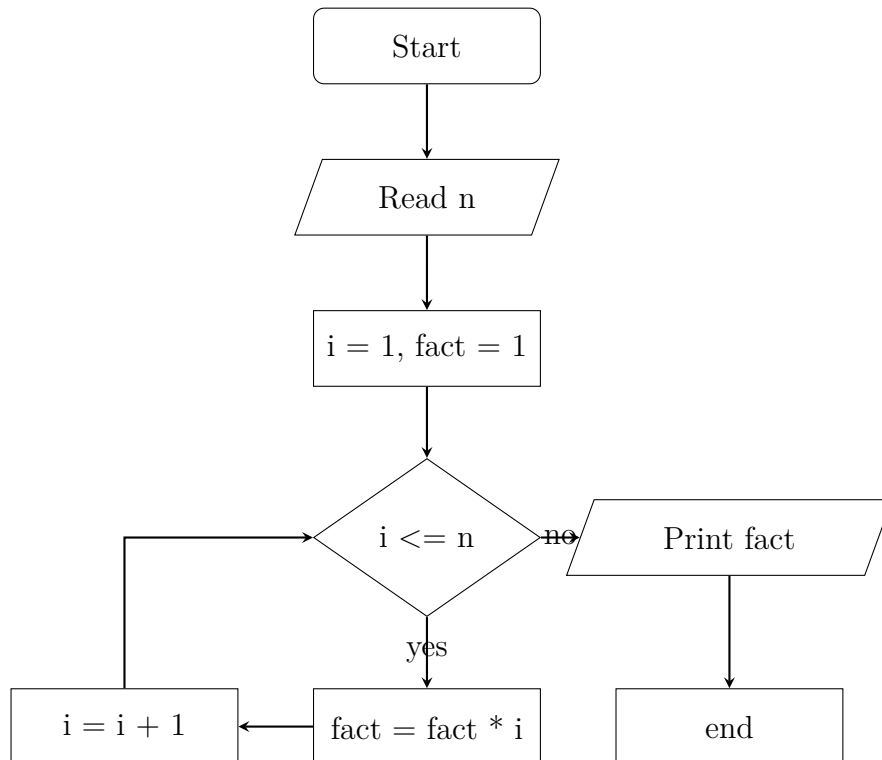 Start
Read n
i = 1, fact = 1
i <= n
no
Print fact
yes
i = i + 1
fact = fact * i
end